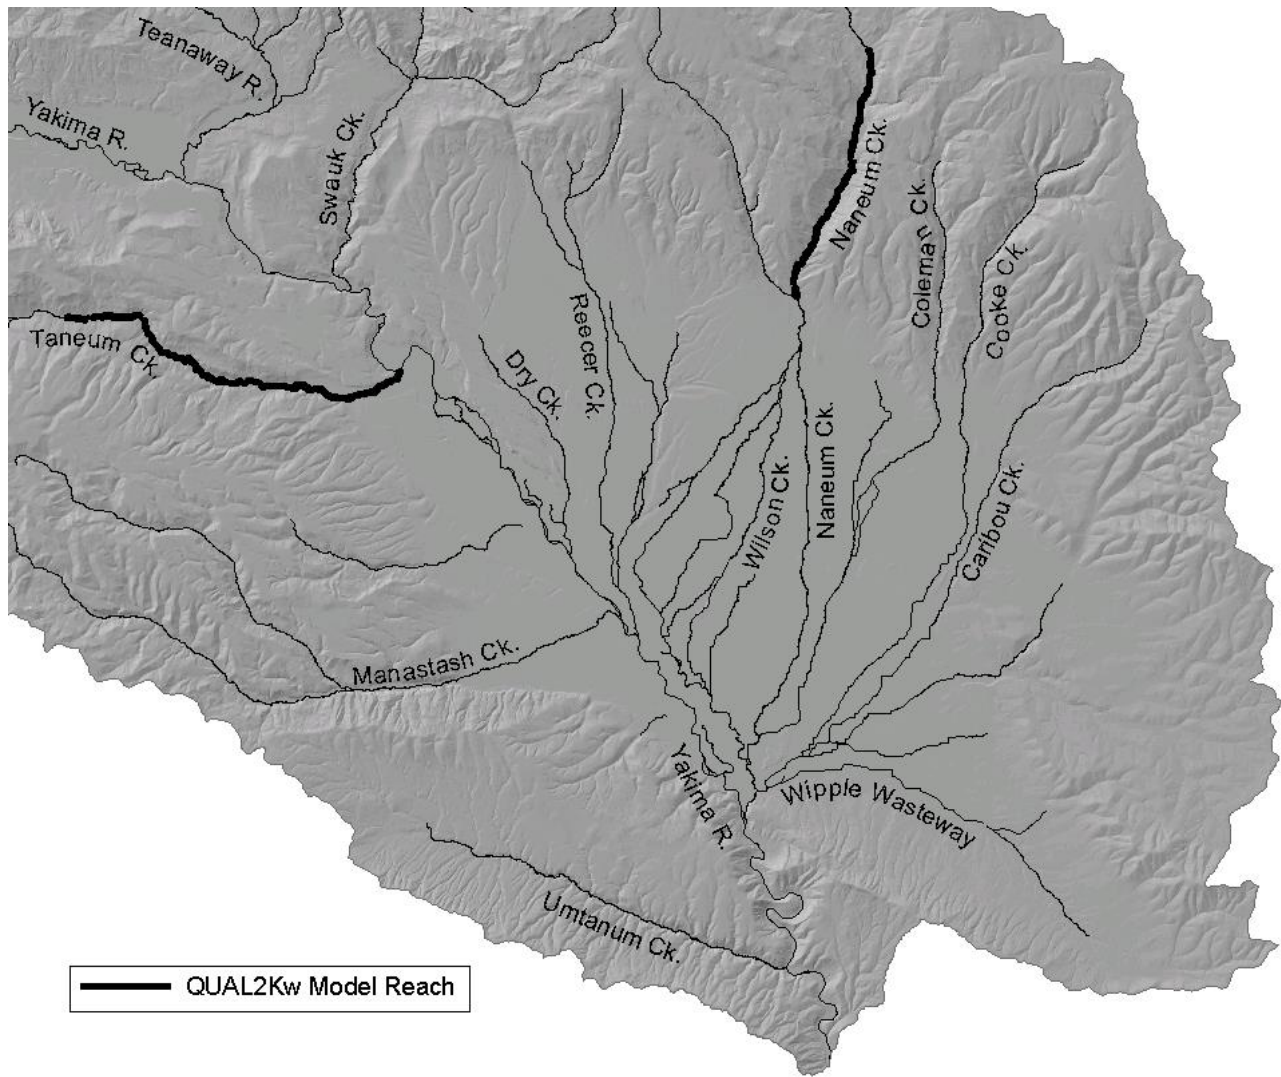 Teanaway R.
Yakima R.
Swauk Ck.
Naneum Ck.
Coleman Ck.
Cooke Ck.
Taneum Ck.
Reecer Ck.
Dry Ck.
Wilson Ck.
Naneum Ck.
Caribou Ck.
Manastash Ck.
Yakima R.
Wipple Wasteway
Umtanum Ck.
QUAL2Kw Model Reach